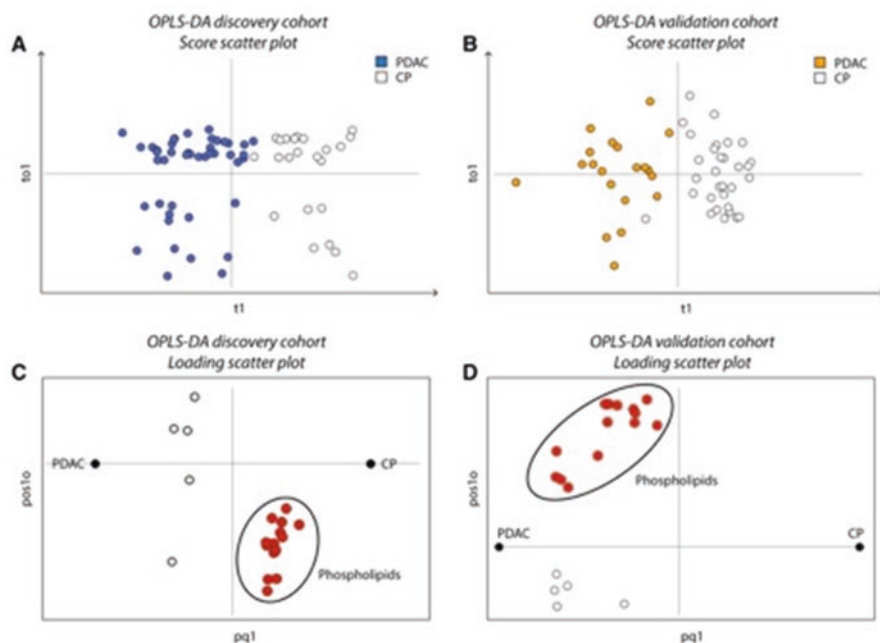 A
OPLS-DA discovery cohort
Score scatter plot
PDAC
CP
to1
t1
B
OPLS-DA validation cohort
Score scatter plot
PDAC
CP
to1
t1
C
OPLS-DA discovery cohort
Loading scatter plot
PDAC
CP
Phospholipids
pos1o
pq1
D
OPLS-DA validation cohort
Loading scatter plot
Phospholipids
PDAC
CP
pos1o
pq1